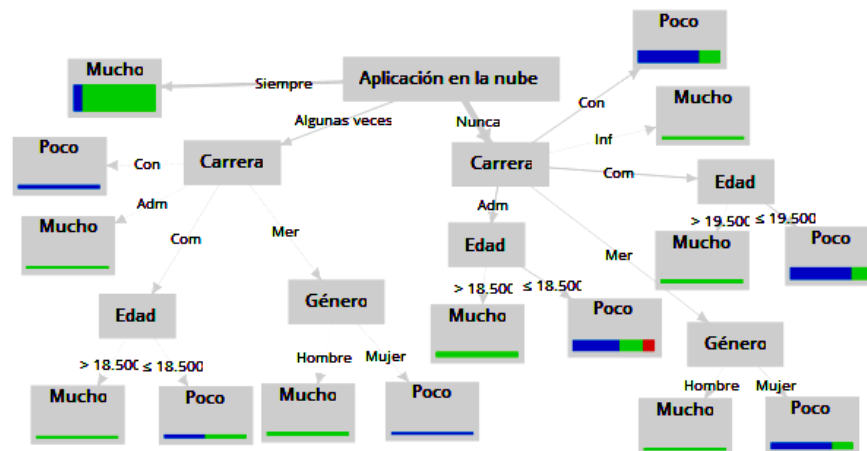 Poco
Mucho
Aplicación en la nube
Siempre
Con
Algunas veces
Nunca
Mucho
Inf
Poco
Con
Carrera
Carrera
Com
Edad
Adm
Adm
Mucho
Com
Mer
Edad
> 19.500
≤ 19.500
Mucho
Poco
Mer
> 18.500
≤ 18.500
Edad
Género
Mucho
Poco
Género
> 18.500
≤ 18.500
Hombre
Mujer
Hombre
Mujer
Mucho
Poco
Mucho
Poco
Mucho
Poco